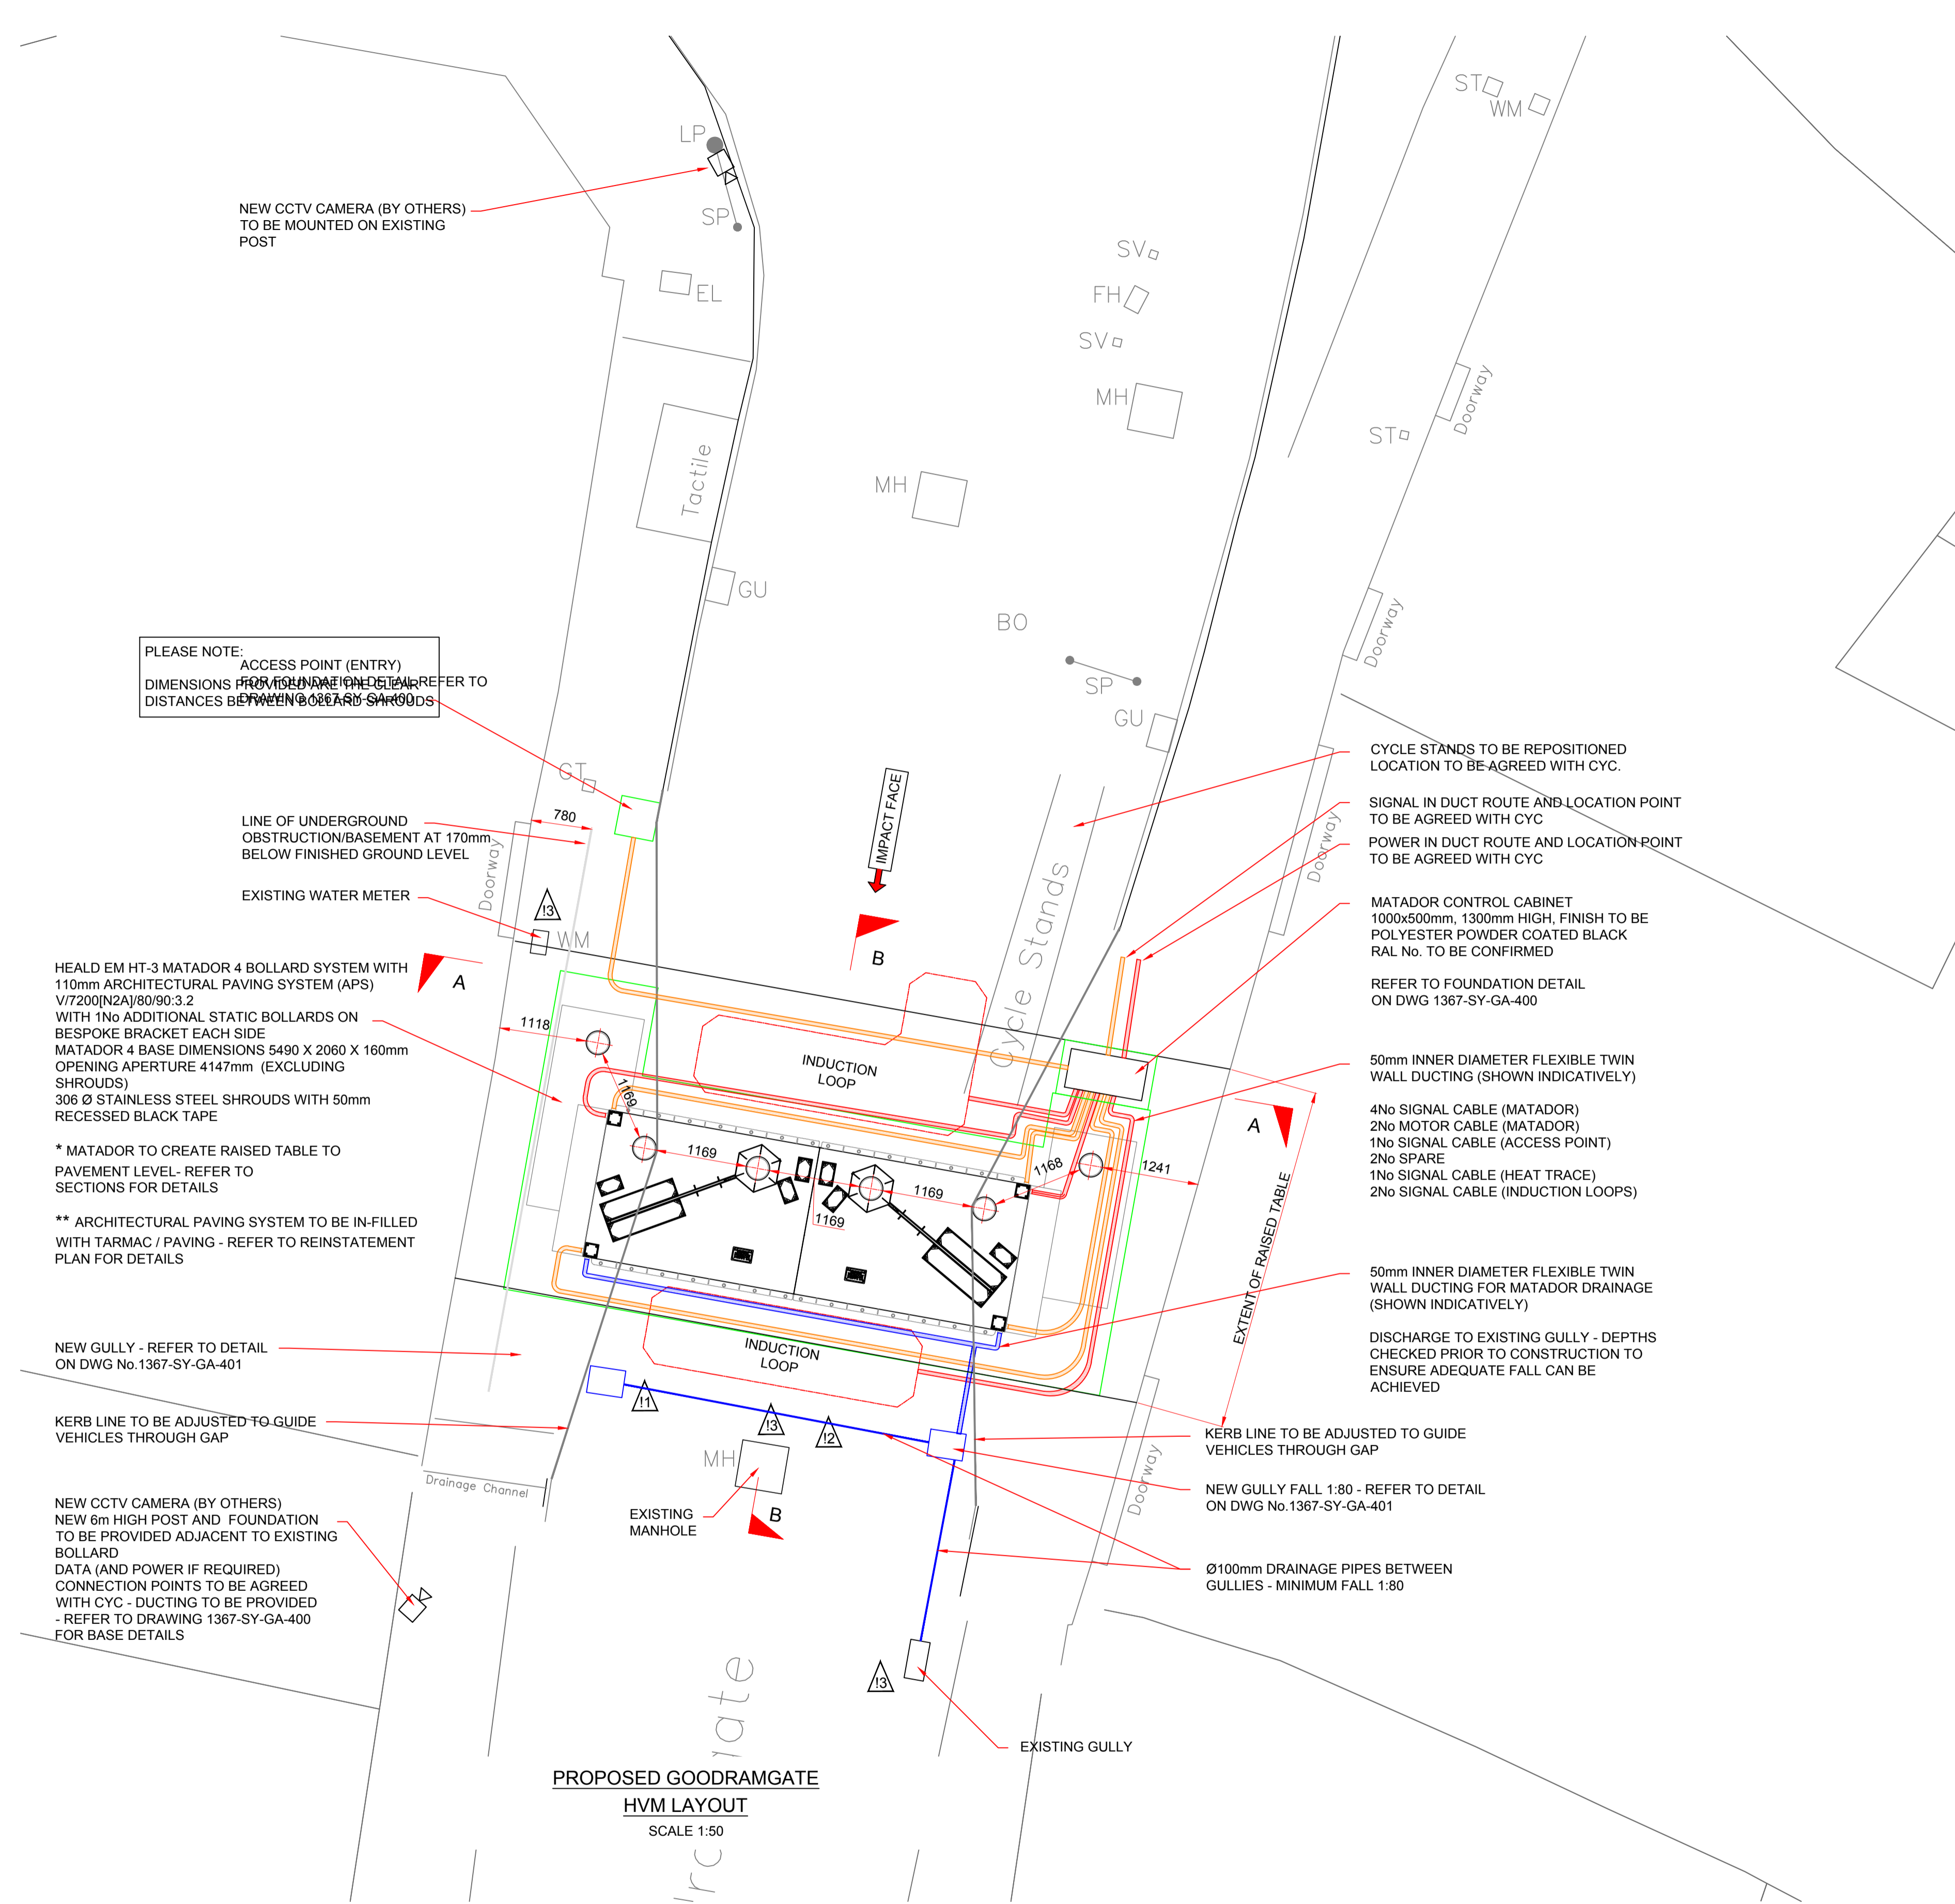 LP
ST
WM
NEW CCTV CAMERA (BY OTHERS)
TO BE MOUNTED ON EXISTING
POST
SP
SV
EL
FH
SV
MH
Doorway
ST
Tactile
MH
GU
BO
Doorway
SP
GU
PLEASE NOTE:
DIMENSIONS PROVIDED ARE THE CLEAR
DISTANCES BETWEEN BOLLARD SHROUDS
ACCESS POINT (ENTRY)
FOR FOUNDATION DETAIL REFER TO
DRAWING 1367-SY-GA-400
GT
780
IMPACT FACE
CYCLE STANDS TO BE REPOSITIONED
LOCATION TO BE AGREED WITH CYC.
SIGNAL IN DUCT ROUTE AND LOCATION POINT
TO BE AGREED WITH CYC
POWER IN DUCT ROUTE AND LOCATION POINT
TO BE AGREED WITH CYC
LINE OF UNDERGROUND
OBSTRUCTION/BASEMENT AT 170mm
BELOW FINISHED GROUND LEVEL
Doorway
Doorway
EXISTING WATER METER
!3
WM
B
Cycle Stands
MATADOR CONTROL CABINET
1000x500mm, 1300mm HIGH, FINISH TO BE
POLYESTER POWDER COATED BLACK
RAL No. TO BE CONFIRMED
REFER TO FOUNDATION DETAIL
ON DWG 1367-SY-GA-400
A
HEALD EM HT-3 MATADOR 4 BOLLARD SYSTEM WITH
110mm ARCHITECTURAL PAVING SYSTEM (APS)
V/7200[N2A]/80/90:3.2
WITH 1No ADDITIONAL STATIC BOLLARDS ON
BESPOKE BRACKET EACH SIDE
MATADOR 4 BASE DIMENSIONS 5490 X 2060 X 160mm
OPENING APERTURE 4147mm (EXCLUDING
SHROUDS)
306 Ø STAINLESS STEEL SHROUDS WITH 50mm
RECESSED BLACK TAPE
* MATADOR TO CREATE RAISED TABLE TO
PAVEMENT LEVEL- REFER TO
SECTIONS FOR DETAILS
** ARCHITECTURAL PAVING SYSTEM TO BE IN-FILLED
WITH TARMAC / PAVING - REFER TO REINSTATEMENT
PLAN FOR DETAILS
1118
INDUCTION
LOOP
1169
1169
1169
1169
1168
1241
A
EXTENT OF RAISED TABLE
50mm INNER DIAMETER FLEXIBLE TWIN
WALL DUCTING (SHOWN INDICATIVELY)
4No SIGNAL CABLE (MATADOR)
2No MOTOR CABLE (MATADOR)
1No SIGNAL CABLE (ACCESS POINT)
2No SPARE
1No SIGNAL CABLE (HEAT TRACE)
2No SIGNAL CABLE (INDUCTION LOOPS)
50mm INNER DIAMETER FLEXIBLE TWIN
WALL DUCTING FOR MATADOR DRAINAGE
(SHOWN INDICATIVELY)
DISCHARGE TO EXISTING GULLY - DEPTHS
CHECKED PRIOR TO CONSTRUCTION TO
ENSURE ADEQUATE FALL CAN BE
ACHIEVED
NEW GULLY - REFER TO DETAIL
ON DWG No.1367-SY-GA-401
INDUCTION
LOOP
!1
!3
!2
KERB LINE TO BE ADJUSTED TO GUIDE
VEHICLES THROUGH GAP
MH
Drainage Channel
EXISTING
MANHOLE
B
Doorway
KERB LINE TO BE ADJUSTED TO GUIDE
VEHICLES THROUGH GAP
NEW GULLY FALL 1:80 - REFER TO DETAIL
ON DWG No.1367-SY-GA-401
NEW CCTV CAMERA (BY OTHERS)
NEW 6m HIGH POST AND FOUNDATION
TO BE PROVIDED ADJACENT TO EXISTING
BOLLARD
DATA (AND POWER IF REQUIRED)
CONNECTION POINTS TO BE AGREED
WITH CYC - DUCTING TO BE PROVIDED
- REFER TO DRAWING 1367-SY-GA-400
FOR BASE DETAILS
Ø100mm DRAINAGE PIPES BETWEEN
GULLIES - MINIMUM FALL 1:80
!3
EXISTING GULLY
PROPOSED GOODRAMGATE
HVM LAYOUT
SCALE 1:50